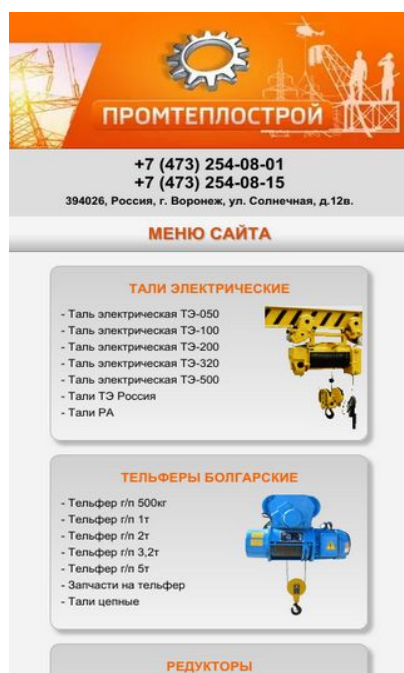 ПРОМТЕПЛОСТРОЙ
+7 (473) 254-08-01
+7 (473) 254-08-15
394026, Россия, г. Воронеж, ул. Солнечная, д.12в.
МЕНЮ САЙТА
ТАЛИ ЭЛЕКТРИЧЕСКИЕ
- Таль электрическая ТЭ-050
- Таль электрическая ТЭ-100
- Таль электрическая ТЭ-200
- Таль электрическая ТЭ-320
- Таль электрическая ТЭ-500
- Тали ТЭ Россия
- Тали РА
ТЕЛЬФЕРЫ БОЛГАРСКИЕ
- Тельфер г/п 500кг
- Тельфер г/п 1т
- Тельфер г/п 2т
- Тельфер г/п 3,2т
- Тельфер г/п 5т
- Запчасти на тельфер
- Тали цепные
РЕДУКТОРЫ